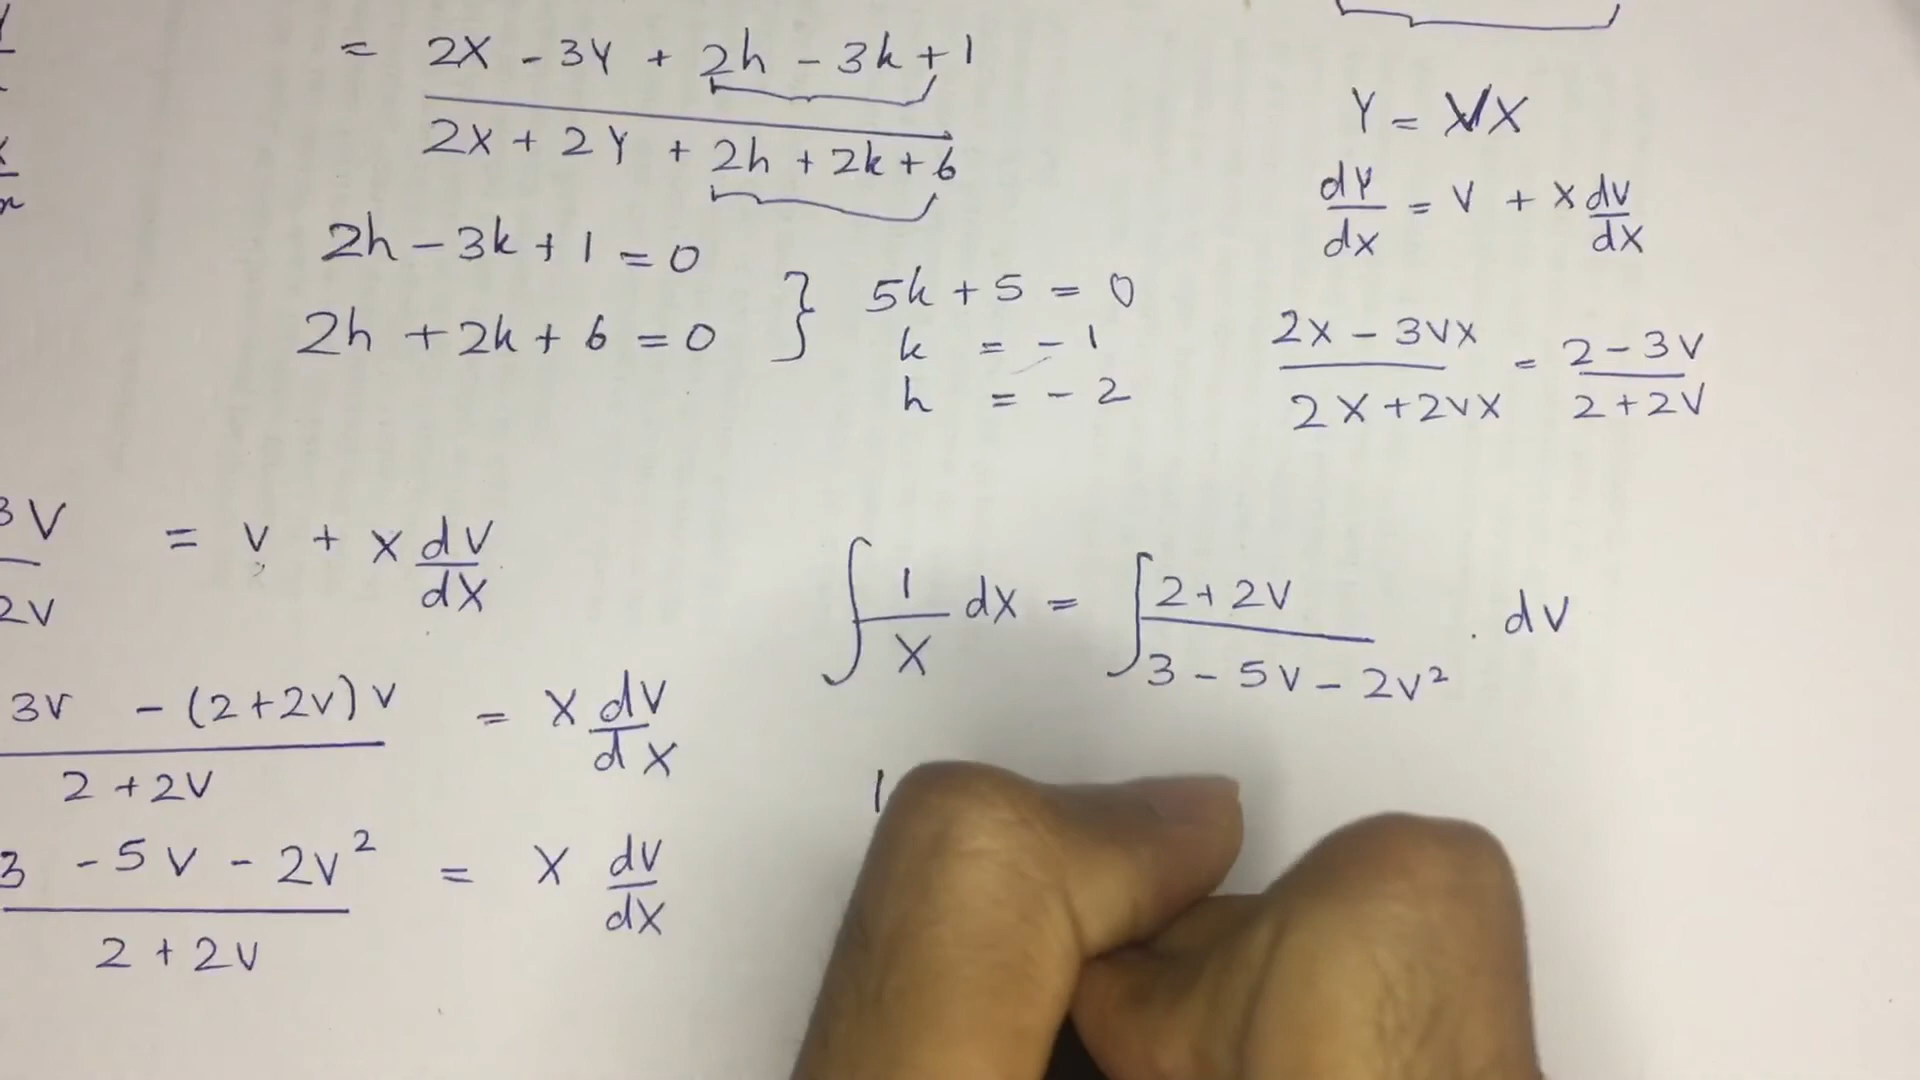 = 2X - 3Y + 2h - 3k + 1
2X + 2Y + 2h + 2k + 6
2h - 3k + 1 = 0
2h + 2k + 6 = 0 }
5k + 5 = 0
k = - 1
h = - 2
Y = VX
dY/dX = V + X dV/dX
2X - 3VX / 2X + 2VX = 2 - 3V / 2 + 2V
3V / 2V = V + X dV/dX
3V - (2+2V)V / 2 + 2V = X dV/dX
3 - 5V - 2V² / 2 + 2V = X dV/dX
∫ 1/X dX = ∫ 2 + 2V / 3 - 5V - 2V² . dV